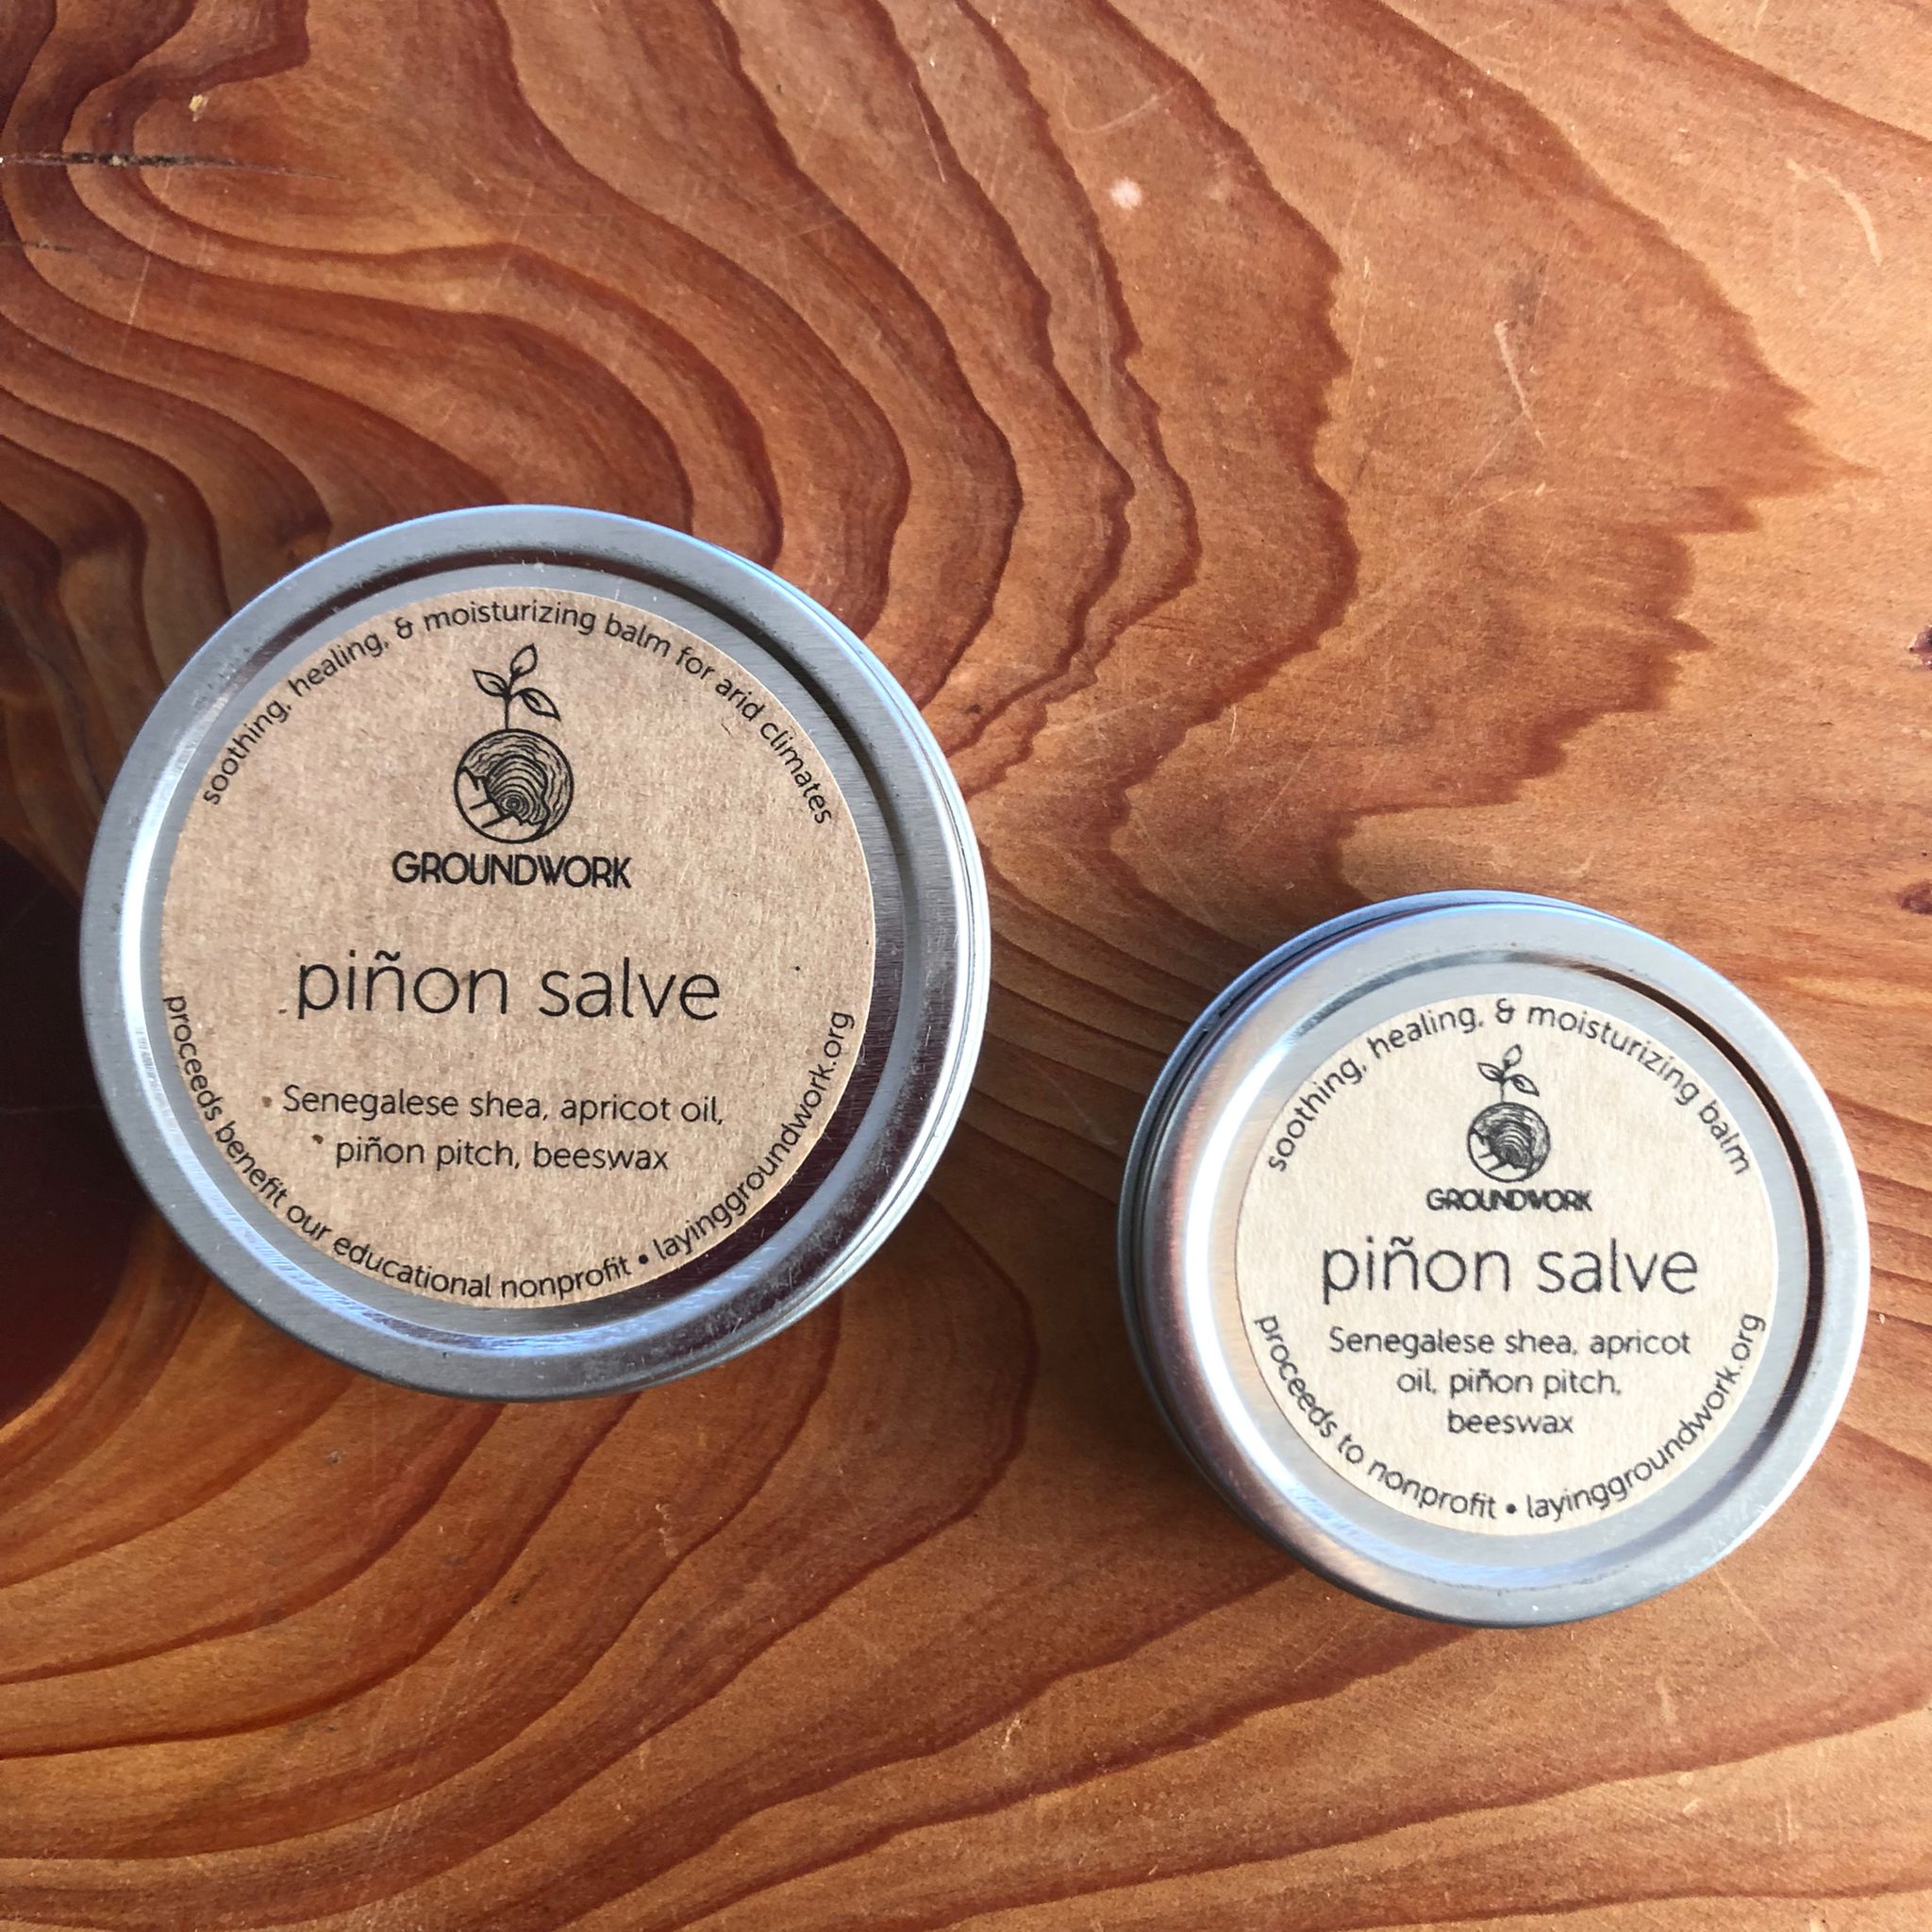 soothing, healing, & moisturizing balm for arid climates
GROUNDWORK
piñon salve
Senegalese shea, apricot oil,
piñon pitch, beeswax
proceeds benefit our educational nonprofit • layinggroundwork.org
soothing, healing, & moisturizing balm
GROUNDWORK
piñon salve
Senegalese shea, apricot
oil, piñon pitch,
beeswax
proceeds to nonprofit • layinggroundwork.org